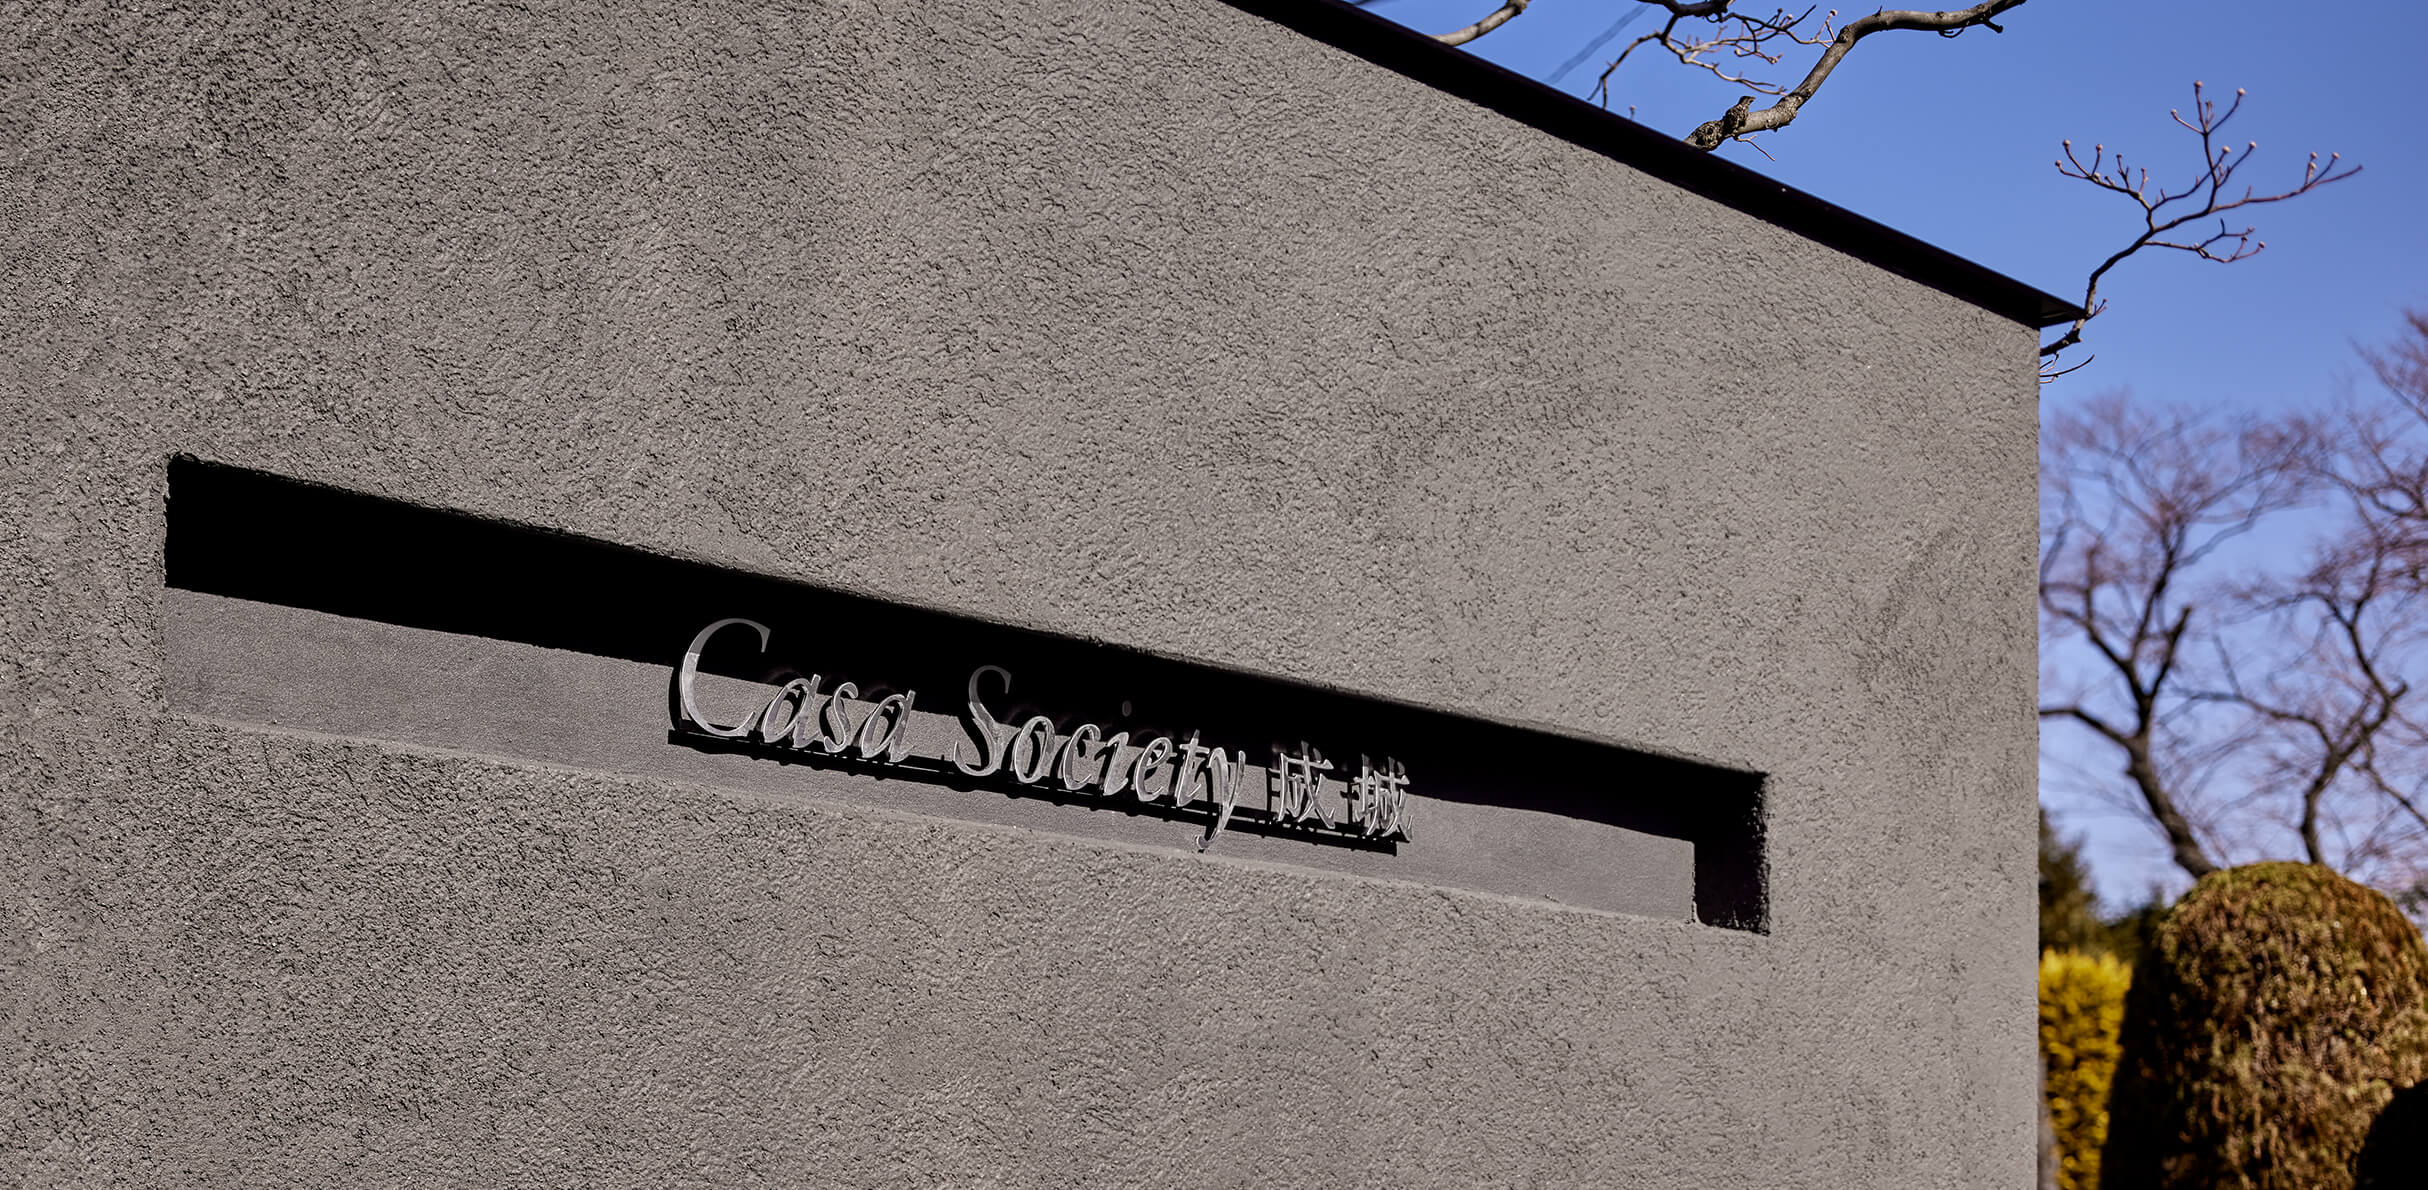 Casa Society 成城